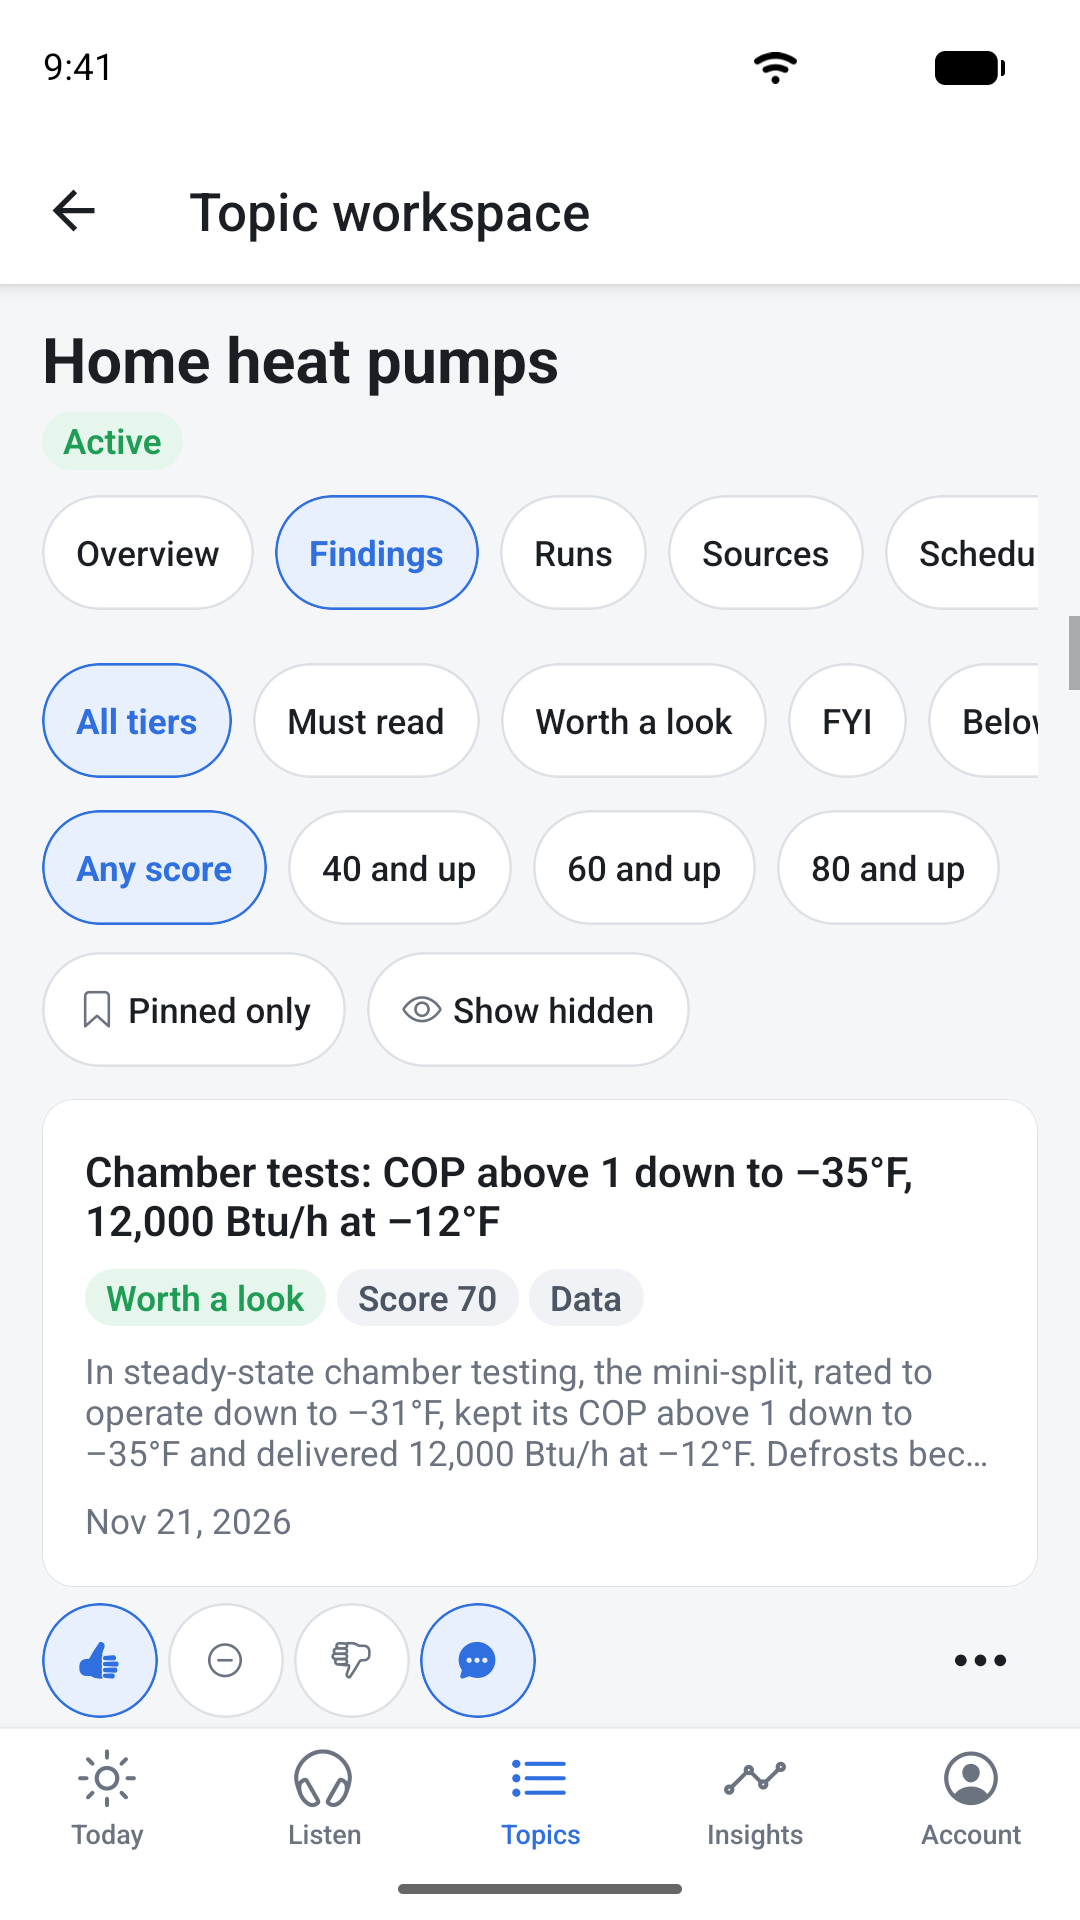 9:41
Topic workspace
Home heat pumps
Active
Overview Findings Runs Sources Schedu
All tiers Must read Worth a look FYI Below
Any score 40 and up 60 and up 80 and up
Pinned only Show hidden
Chamber tests: COP above 1 down to −35°F,
12,000 Btu/h at −12°F
Worth a look Score 70 Data
In steady-state chamber testing, the mini-split, rated to
operate down to −31°F, kept its COP above 1 down to
−35°F and delivered 12,000 Btu/h at −12°F. Defrosts bec…
Nov 21, 2026
Today Listen Topics Insights Account